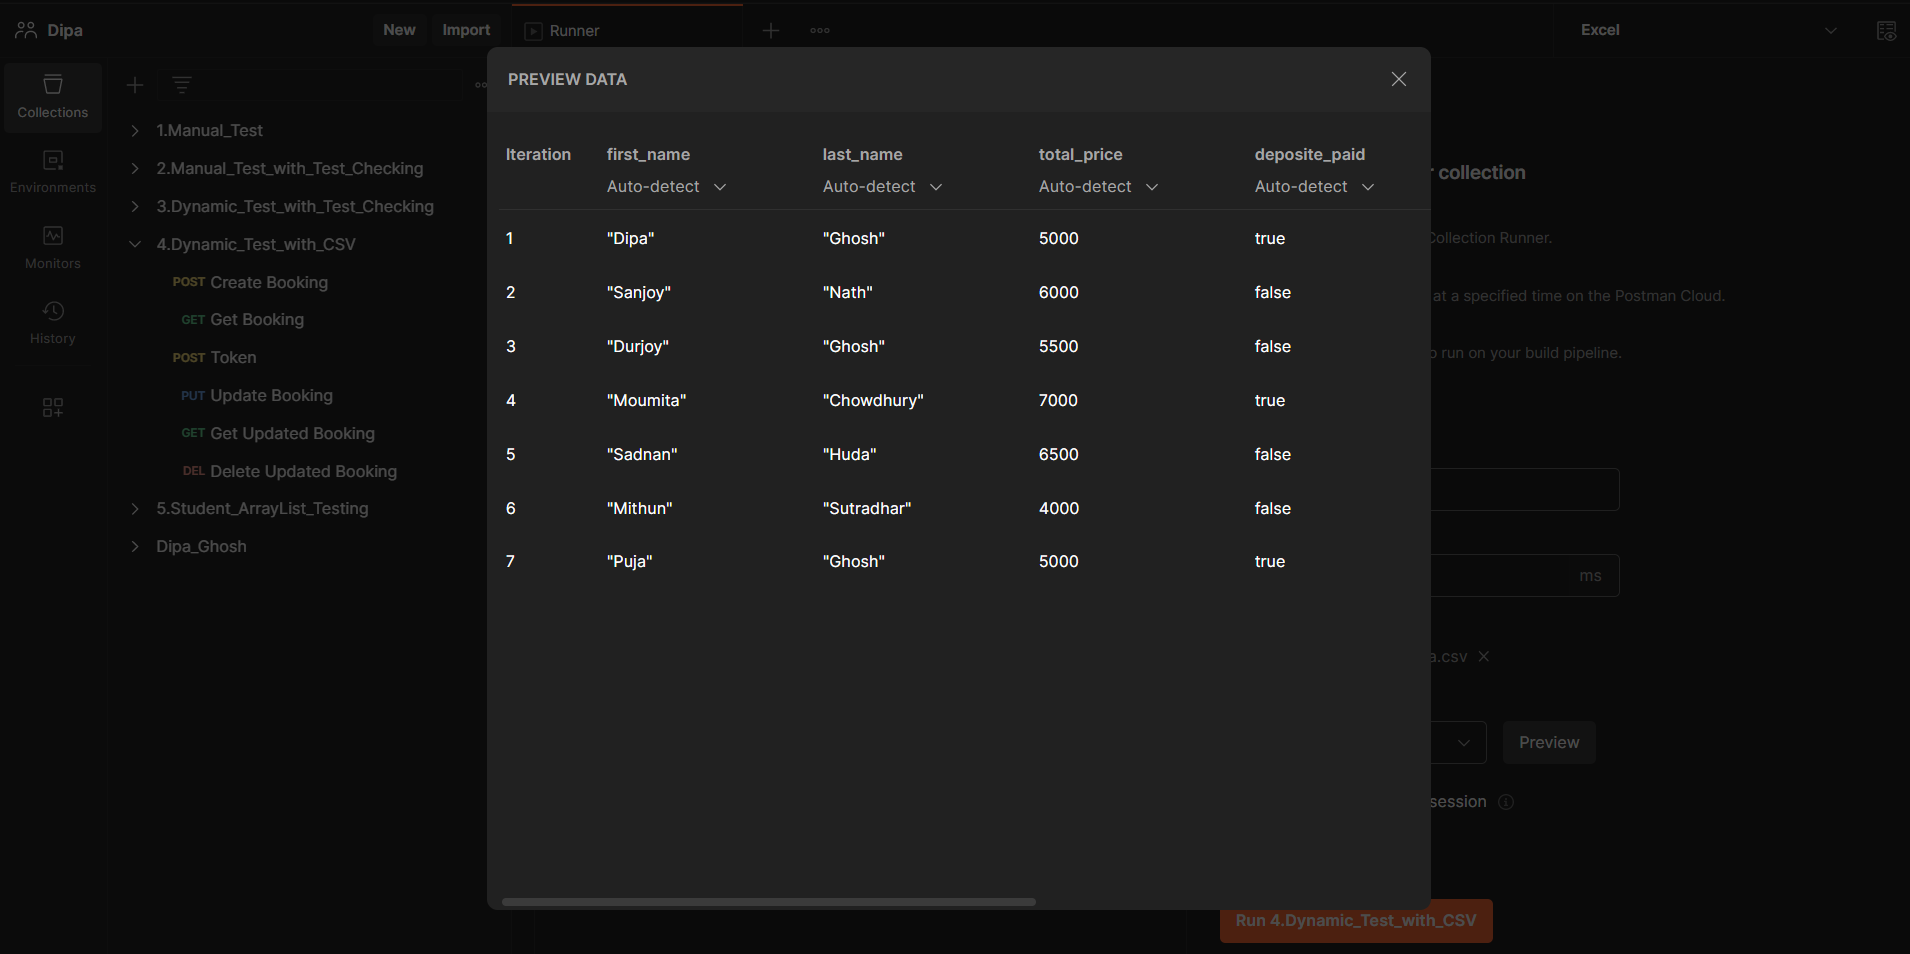 Dipa
New
Import
Runner
Excel
Collections
Environments
Monitors
History
1.Manual_Test
2.Manual_Test_with_Test_Checking
3.Dynamic_Test_with_Test_Checking
4.Dynamic_Test_with_CSV
POST Create Booking
GET Get Booking
POST Token
PUT Update Booking
GET Get Updated Booking
DEL Delete Updated Booking
5.Student_ArrayList_Testing
Dipa_Ghosh
PREVIEW DATA
Iteration first_name last_name total_price deposite_paid
Auto-detect Auto-detect Auto-detect Auto-detect
1 "Dipa" "Ghosh" 5000 true
2 "Sanjoy" "Nath" 6000 false
3 "Durjoy" "Ghosh" 5500 false
4 "Moumita" "Chowdhury" 7000 true
5 "Sadnan" "Huda" 6500 false
6 "Mithun" "Sutradhar" 4000 false
7 "Puja" "Ghosh" 5000 true
collection
Collection Runner.
at a specified time on the Postman Cloud.
run on your build pipeline.
ms
.csv
Preview
session
Run 4.Dynamic_Test_with_CSV